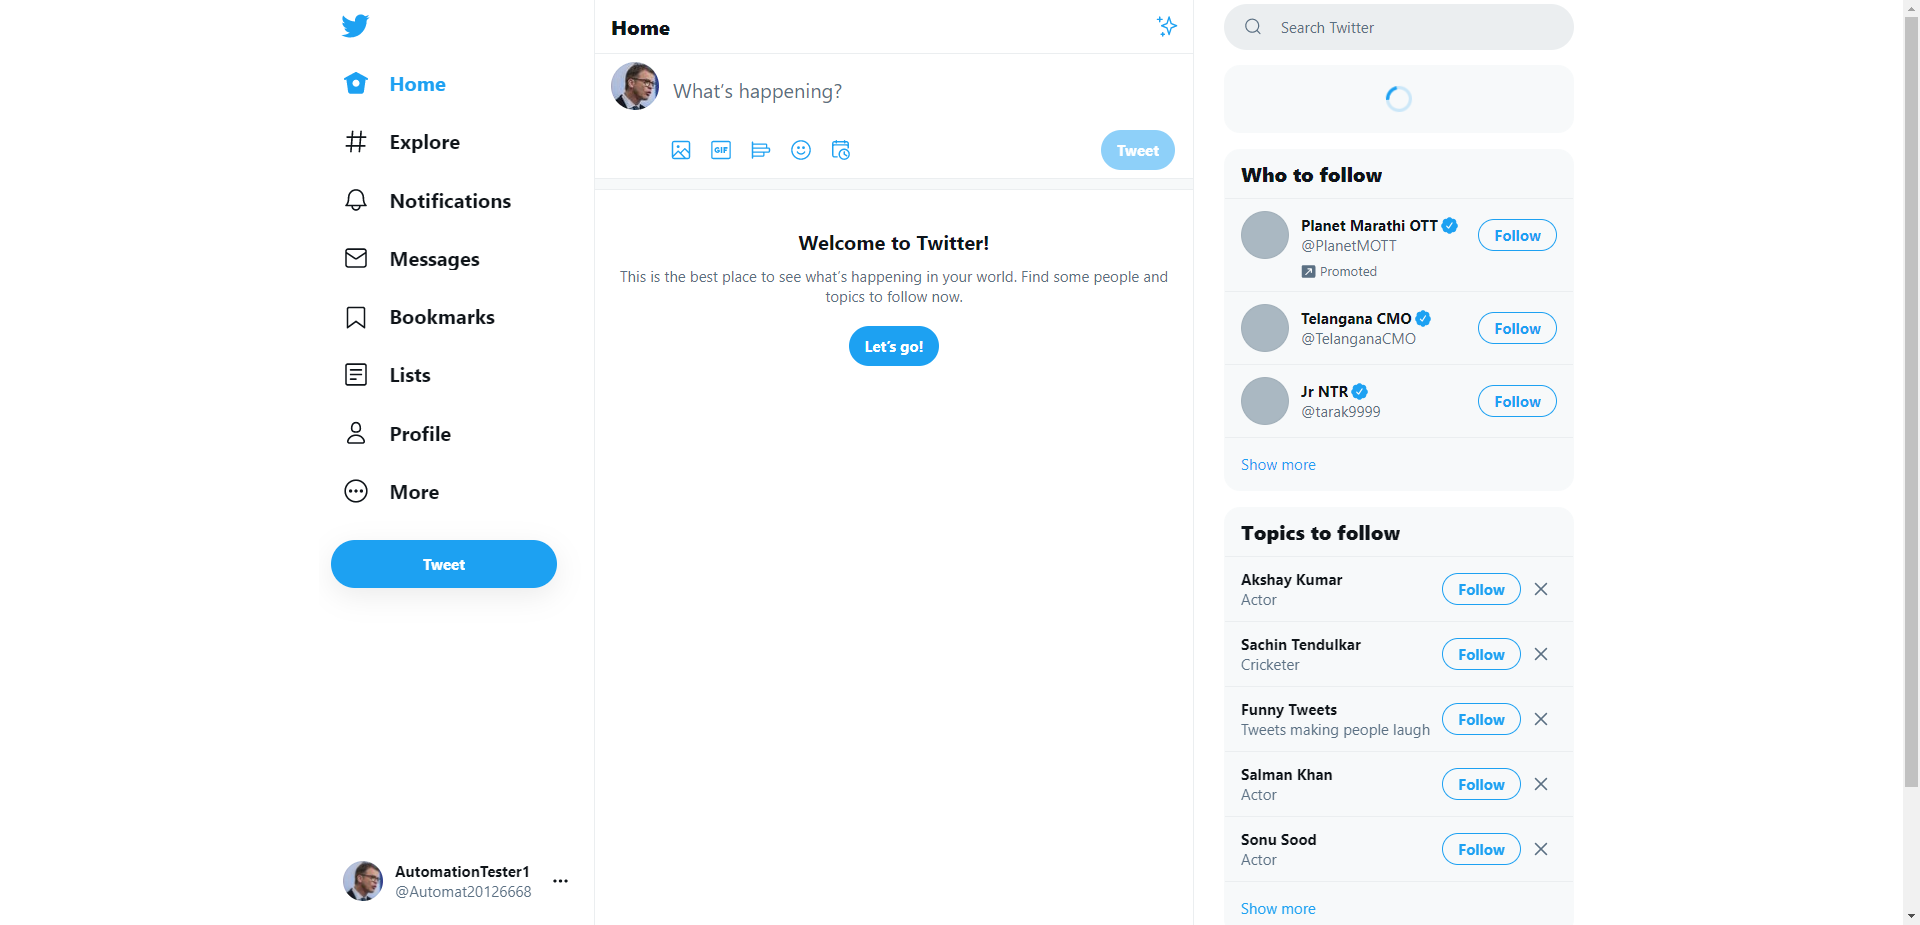 Home
Explore
Notifications
Messages
Bookmarks
Lists
Profile
More
Tweet
AutomationTester1
@Automat20126668
Home
What's happening?
GIF
Tweet
Welcome to Twitter!
This is the best place to see what's happening in your world. Find some people and
topics to follow now.
Let's go!
Search Twitter
Who to follow
Planet Marathi OTT
@PlanetMOTT
Promoted
Follow
Telangana CMO
@TelanganaCMO
Follow
Jr NTR
@tarak9999
Follow
Show more
Topics to follow
Akshay Kumar
Actor
Follow
Sachin Tendulkar
Cricketer
Follow
Funny Tweets
Tweets making people laugh
Follow
Salman Khan
Actor
Follow
Sonu Sood
Actor
Follow
Show more